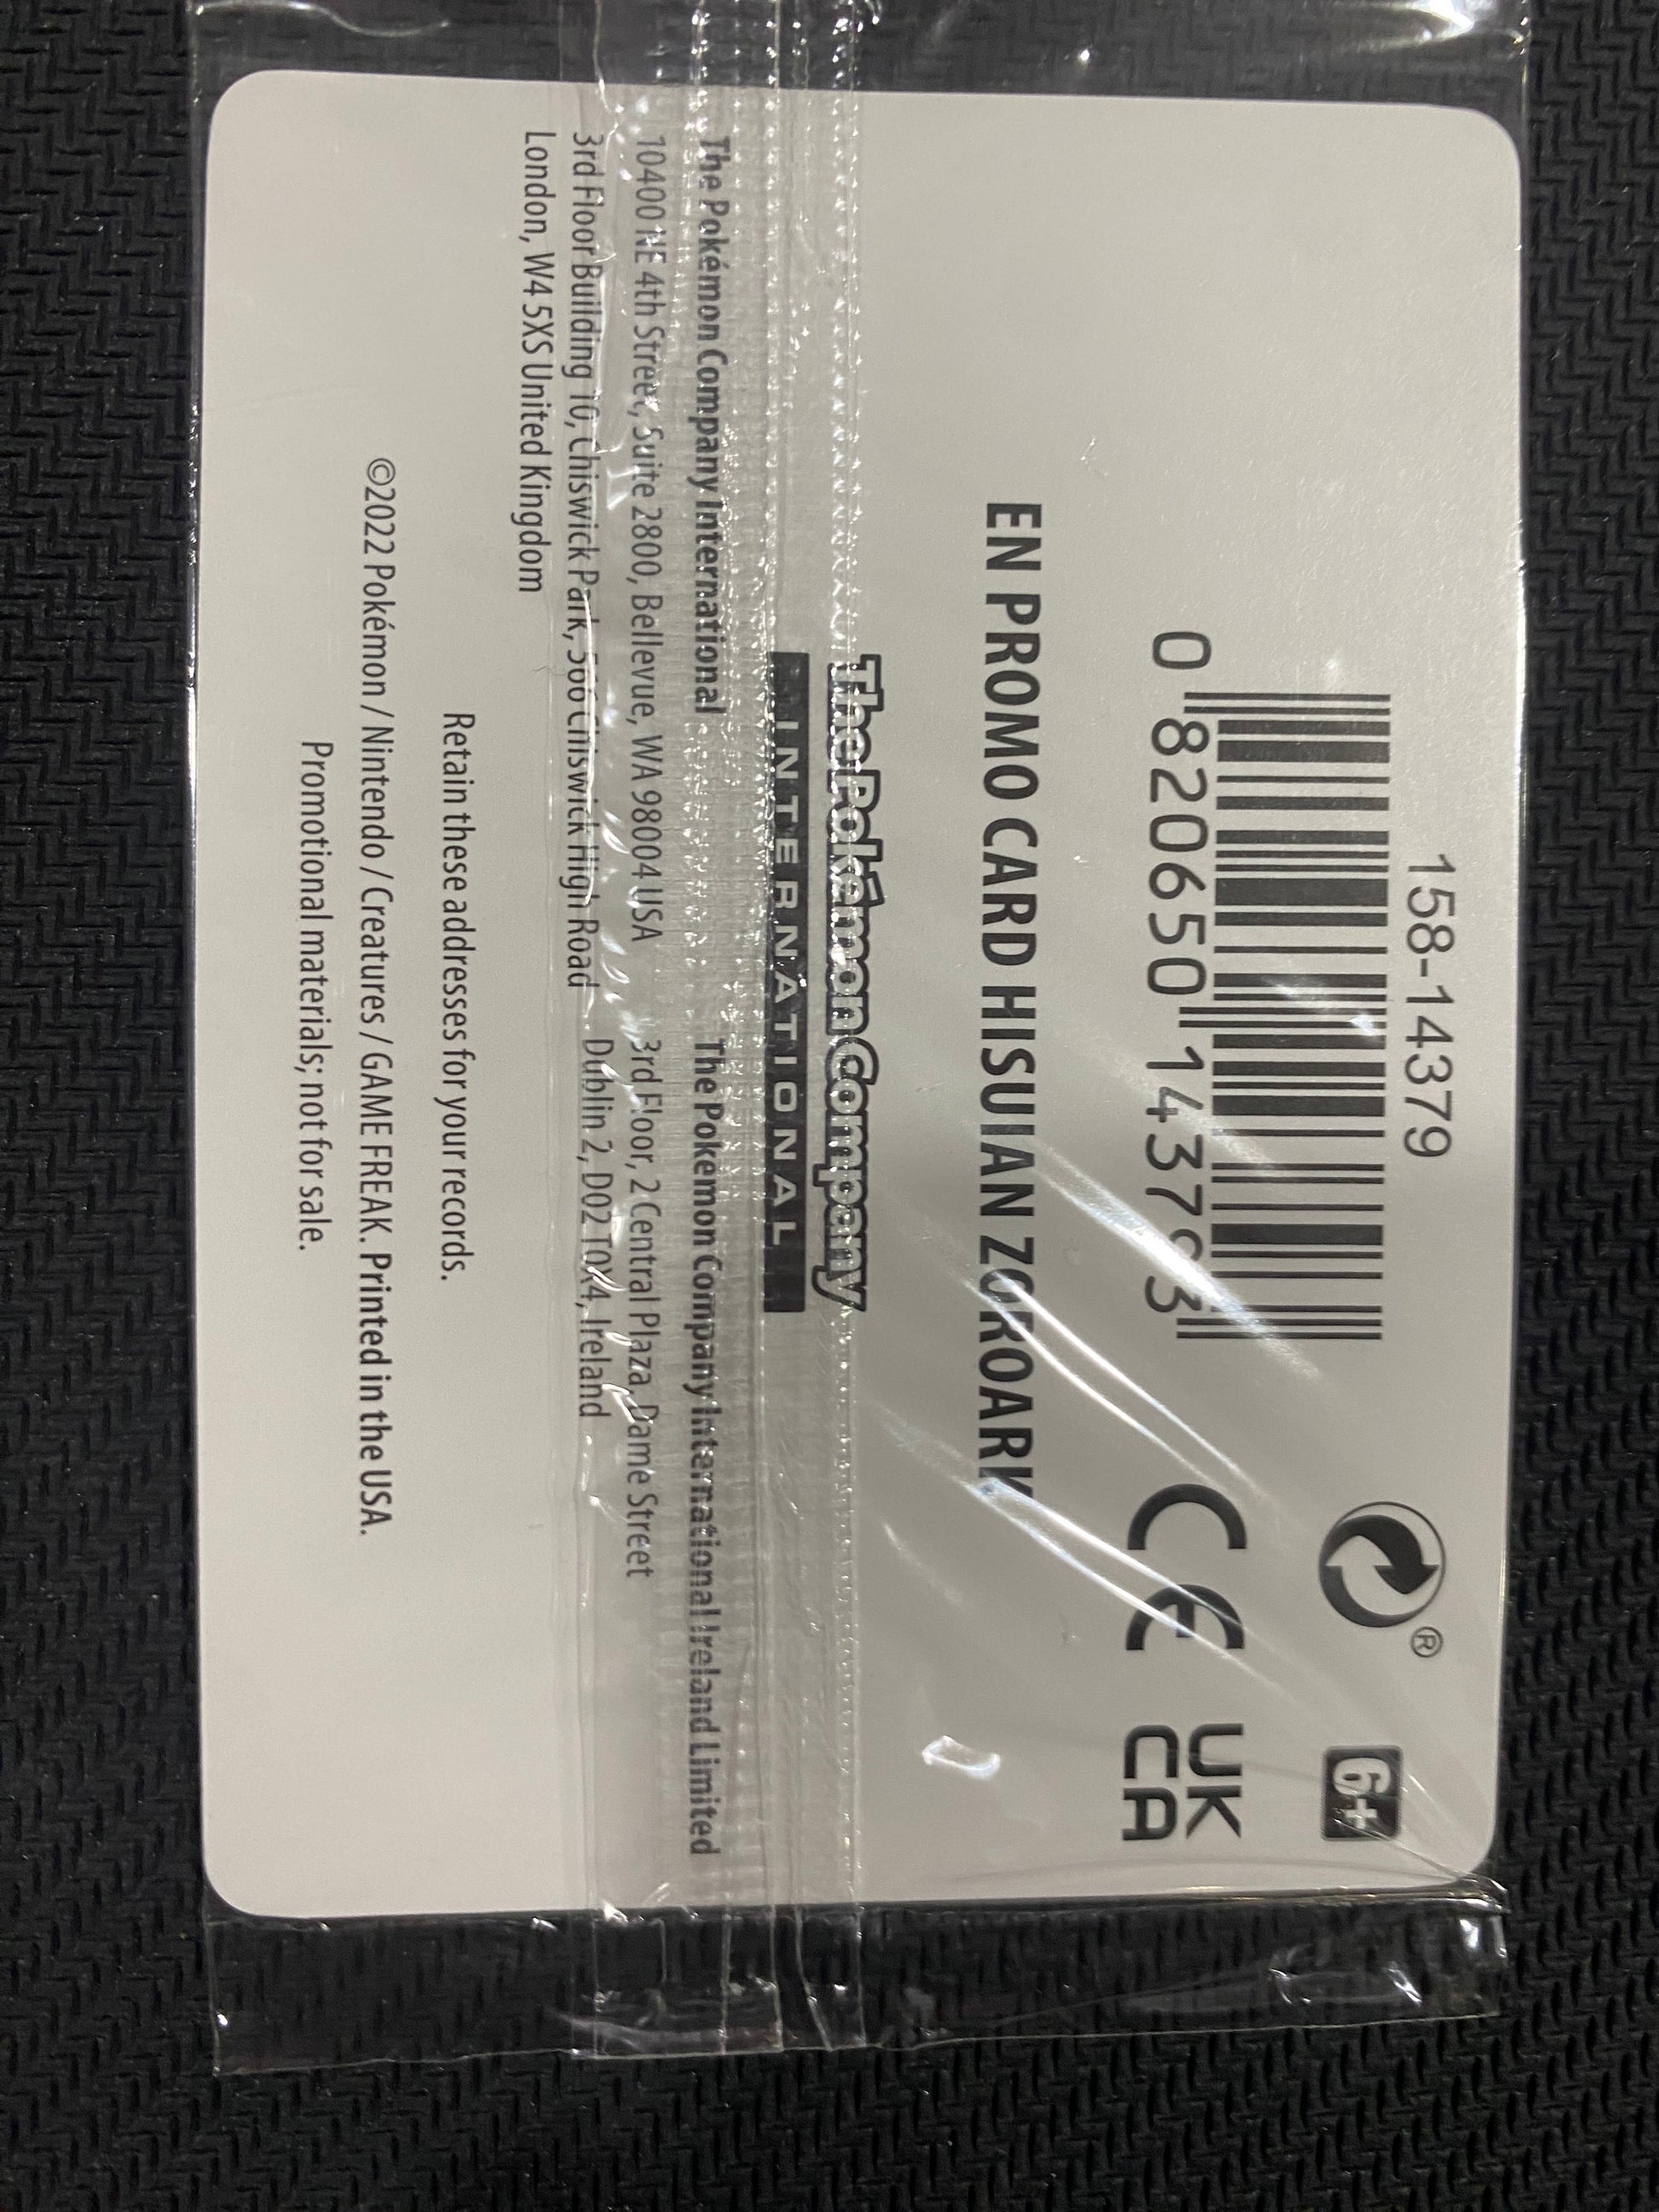 158-14379
0 820650 143793
®
6+
CE
UK
CA
EN PROMO CARD HISUIAN ZOROARK
The Pokémon Company
INTERNATIONAL
The Pokémon Company International
10400 NE 4th Street, Suite 2800, Bellevue, WA 98004 USA
3rd Floor Building 10, Chiswick Park, 566 Chiswick High Road
London, W4 5XS United Kingdom
The Pokémon Company International Ireland Limited
3rd Floor, 2 Central Plaza, Dame Street
Dublin 2, D02 T0X4, Ireland
Retain these addresses for your records.
©2022 Pokémon / Nintendo / Creatures / GAME FREAK. Printed in the USA.
Promotional materials; not for sale.